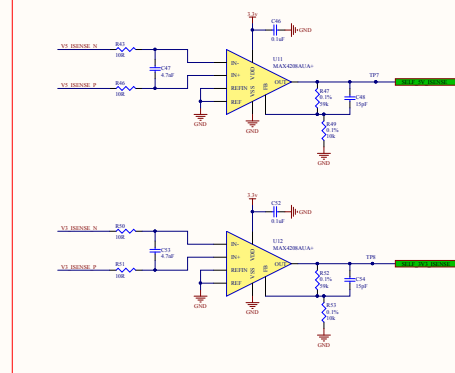 3.3v
C46
0.1uF
GND
V5_ISENSE_N
R43
10R
C47
4.7uF
V5_ISENSE_P
R46
10R
IN-
IN+
REFIN
REF
VDD
VSS
FB
OUT
U11
MAX4208AUA+
GND
GND
R47
0.1%
39k
C48
15pF
TP7
SELF_5V_ISENSE
R49
0.1%
10k
GND
3.3v
C52
0.1uF
GND
V3_ISENSE_N
R50
10R
C53
4.7uF
V3_ISENSE_P
R51
10R
IN-
IN+
REFIN
REF
VDD
VSS
FB
OUT
U12
MAX4208AUA+
GND
GND
R52
0.1%
39k
C54
15pF
TP8
SELF_3V3_ISENSE
R53
0.1%
10k
GND